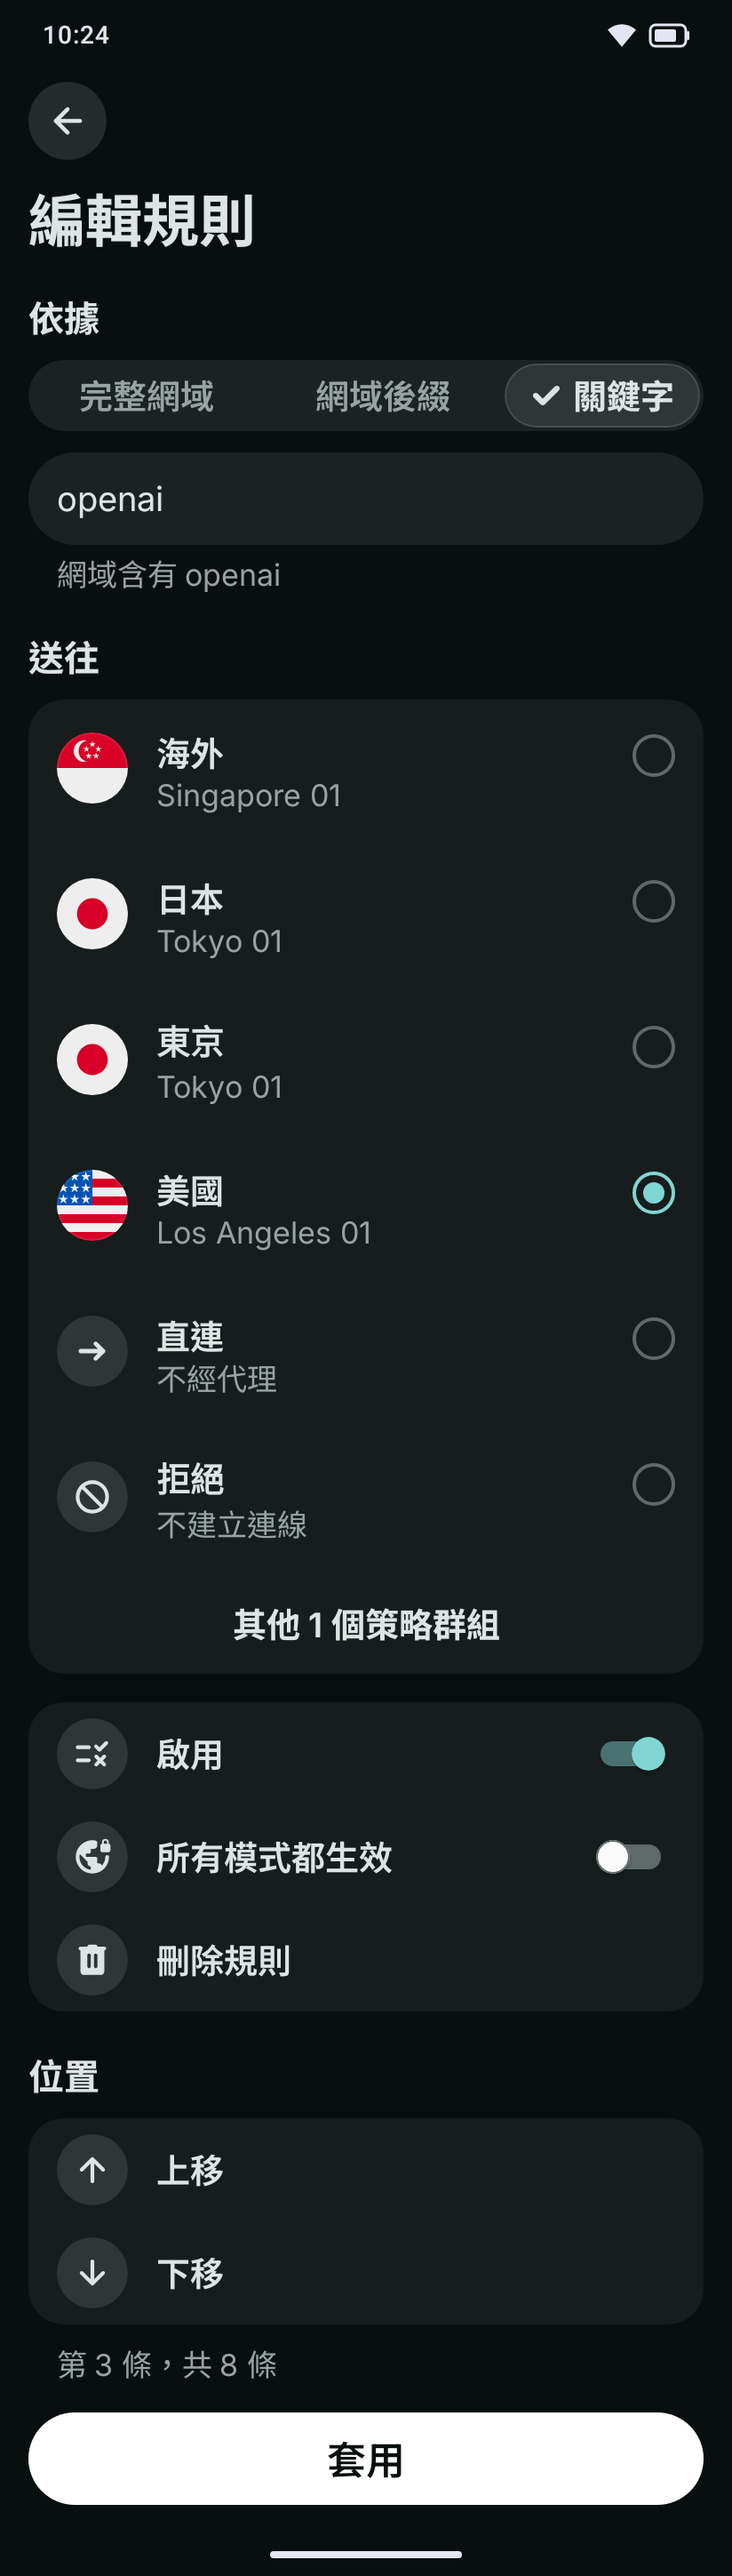 10:24
編輯規則
依據
完整網域
網域後綴
關鍵字
openai
網域含有 openai
送往
海外
Singapore 01
日本
Tokyo 01
東京
Tokyo 01
美國
Los Angeles 01
直連
不經代理
拒絕
不建立連線
其他 1 個策略群組
啟用
所有模式都生效
刪除規則
位置
上移
下移
第 3 條，共 8 條
套用